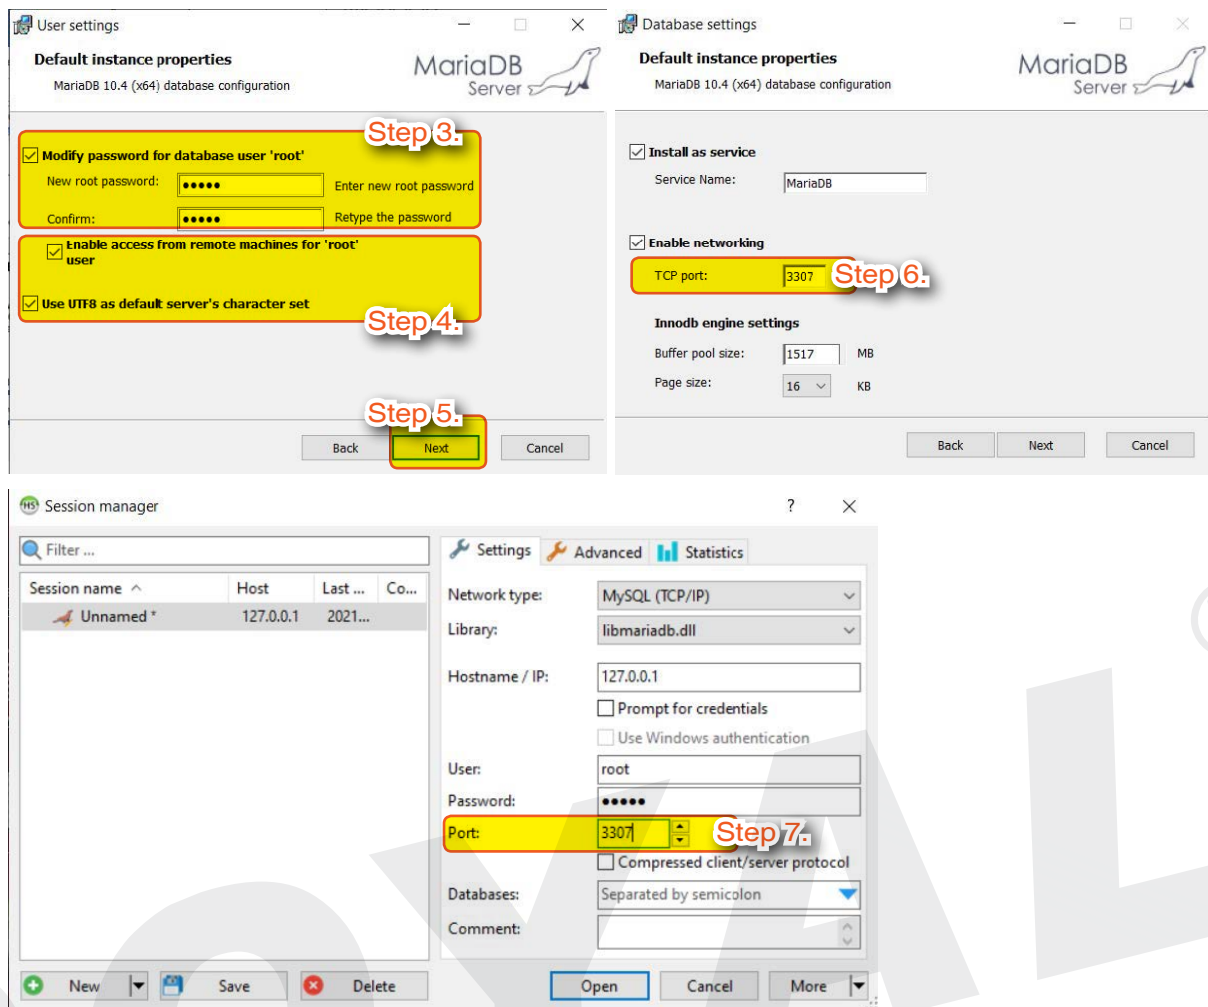 User settings
Default instance properties
MariaDB 10.4 (x64) database configuration
MariaDB
Server
Step 3.
Modify password for database user 'root'
New root password: ●●●●● Enter new root password
Confirm: ●●●●● Retype the password
Enable access from remote machines for 'root'
user
Use UTF8 as default server's character set
Step 4.
Step 5.
Back Next Cancel
Database settings
Default instance properties
MariaDB 10.4 (x64) database configuration
MariaDB
Server
Install as service
Service Name: MariaDB
Enable networking
TCP port: 3307 Step 6.
Innodb engine settings
Buffer pool size: 1517 MB
Page size: 16 KB
Back Next Cancel
HS Session manager ?
Filter ...
Session name Host Last ... Co...
Unnamed * 127.0.0.1 2021...
New Save Delete
Settings Advanced Statistics
Network type: MySQL (TCP/IP)
Library: libmariadb.dll
Hostname / IP: 127.0.0.1
Prompt for credentials
Use Windows authentication
User: root
Password: ●●●●●
Port: 3307 Step 7.
Compressed client/server protocol
Databases: Separated by semicolon
Comment:
Open Cancel More